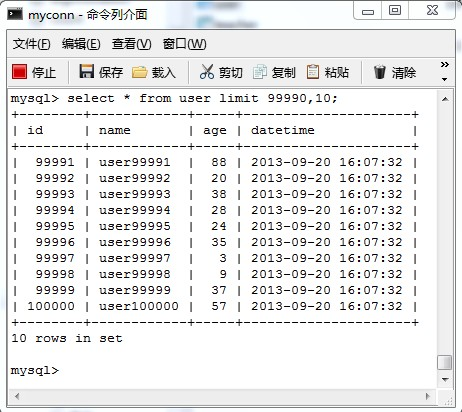 myconn - 命令列介面
文件(F) 编辑(E) 查看(V) 窗口(W)
停止 保存 载入 剪切 复制 粘贴 清除 »
mysql> select * from user limit 99990,10;
+--------+------------+-----+---------------------+
| id     | name       | age | datetime            |
+--------+------------+-----+---------------------+
|  99991 | user99991  |  88 | 2013-09-20 16:07:32 |
|  99992 | user99992  |  20 | 2013-09-20 16:07:32 |
|  99993 | user99993  |  38 | 2013-09-20 16:07:32 |
|  99994 | user99994  |  28 | 2013-09-20 16:07:32 |
|  99995 | user99995  |  24 | 2013-09-20 16:07:32 |
|  99996 | user99996  |  35 | 2013-09-20 16:07:32 |
|  99997 | user99997  |   3 | 2013-09-20 16:07:32 |
|  99998 | user99998  |   9 | 2013-09-20 16:07:32 |
|  99999 | user99999  |  37 | 2013-09-20 16:07:32 |
| 100000 | user100000 |  57 | 2013-09-20 16:07:32 |
+--------+------------+-----+---------------------+
10 rows in set
mysql>